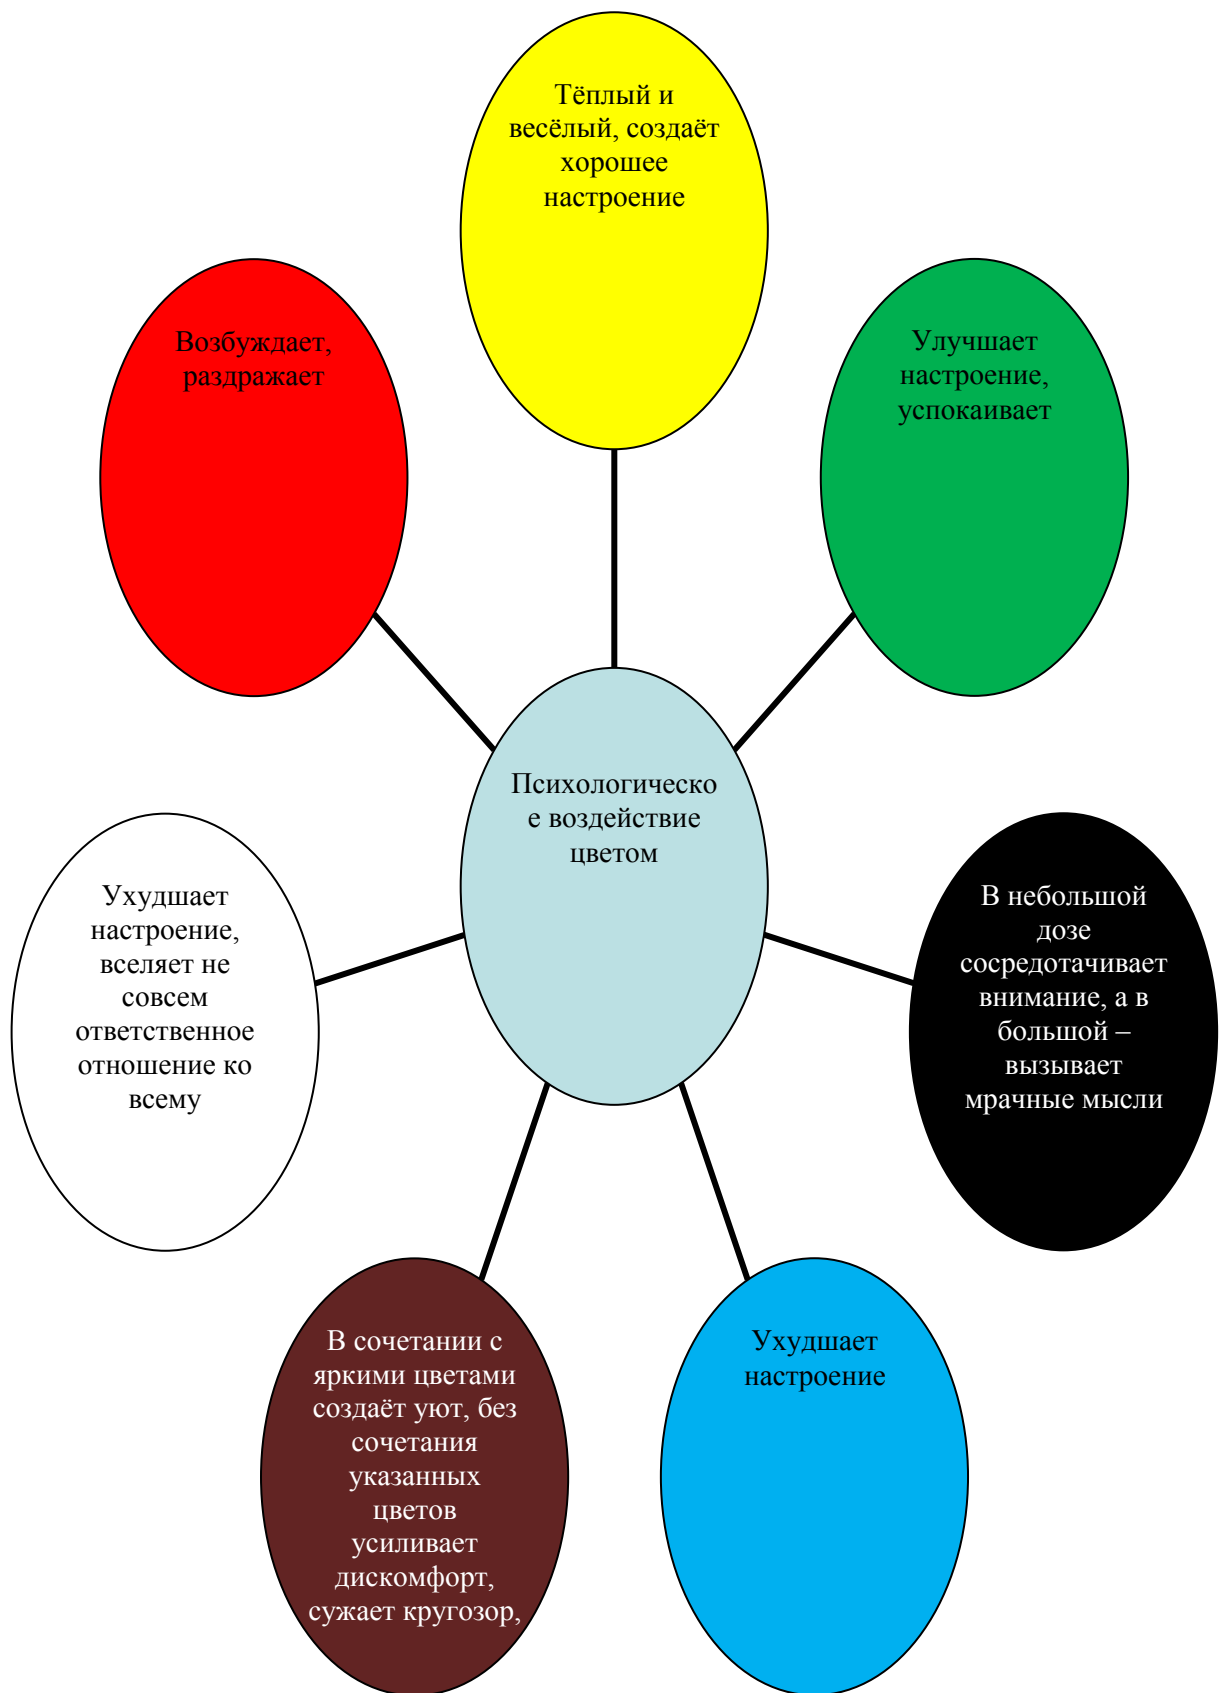 Тёплый и
весёлый, создаёт
хорошее
настроение
Возбуждает,
раздражает
Улучшает
настроение,
успокаивает
Психологическо
е воздействие
цветом
Ухудшает
настроение,
вселяет не
совсем
ответственное
отношение ко
всему
В небольшой
дозе
сосредотачивает
внимание, а в
большой –
вызывает
мрачные мысли
В сочетании с
яркими цветами
создаёт уют, без
сочетания
указанных
цветов
усиливает
дискомфорт,
сужает кругозор,
Ухудшает
настроение